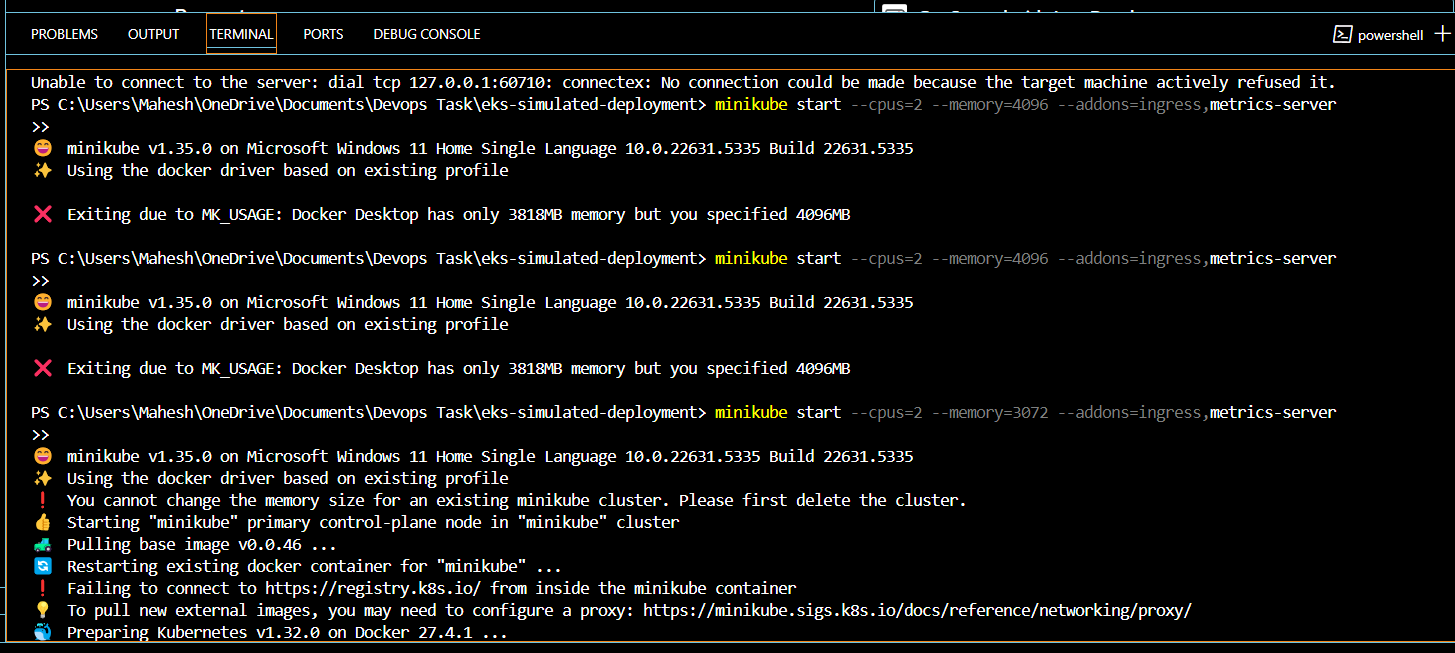 PROBLEMS OUTPUT TERMINAL PORTS DEBUG CONSOLE powershell
Unable to connect to the server: dial tcp 127.0.0.1:60710: connectex: No connection could be made because the target machine actively refused it.
PS C:\Users\Mahesh\OneDrive\Documents\Devops Task\eks-simulated-deployment> minikube start --cpus=2 --memory=4096 --addons=ingress,metrics-server
>>
minikube v1.35.0 on Microsoft Windows 11 Home Single Language 10.0.22631.5335 Build 22631.5335
Using the docker driver based on existing profile
Exiting due to MK_USAGE: Docker Desktop has only 3818MB memory but you specified 4096MB
PS C:\Users\Mahesh\OneDrive\Documents\Devops Task\eks-simulated-deployment> minikube start --cpus=2 --memory=4096 --addons=ingress,metrics-server
>>
minikube v1.35.0 on Microsoft Windows 11 Home Single Language 10.0.22631.5335 Build 22631.5335
Using the docker driver based on existing profile
Exiting due to MK_USAGE: Docker Desktop has only 3818MB memory but you specified 4096MB
PS C:\Users\Mahesh\OneDrive\Documents\Devops Task\eks-simulated-deployment> minikube start --cpus=2 --memory=3072 --addons=ingress,metrics-server
>>
minikube v1.35.0 on Microsoft Windows 11 Home Single Language 10.0.22631.5335 Build 22631.5335
Using the docker driver based on existing profile
You cannot change the memory size for an existing minikube cluster. Please first delete the cluster.
Starting "minikube" primary control-plane node in "minikube" cluster
Pulling base image v0.0.46 ...
Restarting existing docker container for "minikube" ...
Failing to connect to https://registry.k8s.io/ from inside the minikube container
To pull new external images, you may need to configure a proxy: https://minikube.sigs.k8s.io/docs/reference/networking/proxy/
Preparing Kubernetes v1.32.0 on Docker 27.4.1 ...